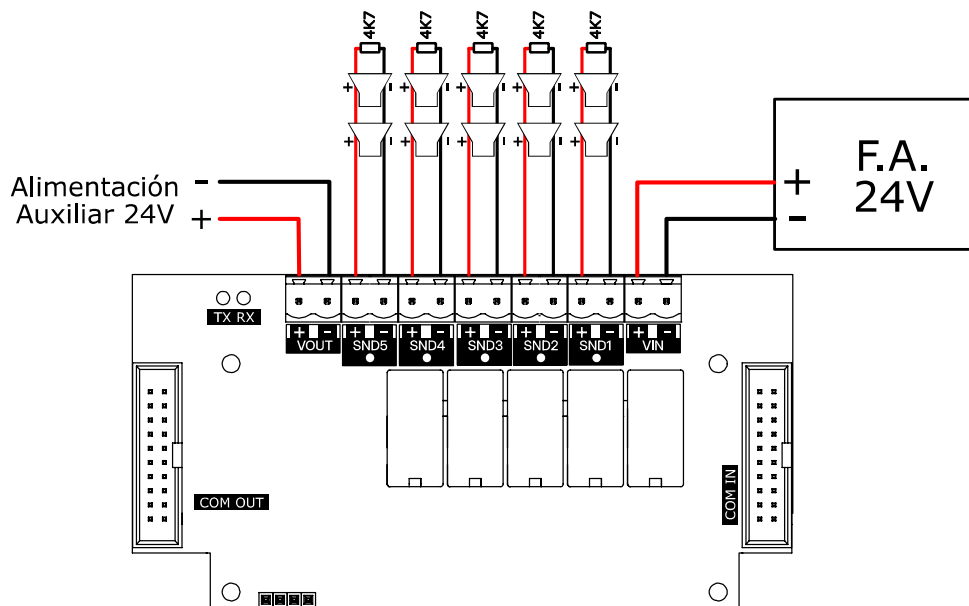 4K7 4K7 4K7 4K7 4K7
+ - + - + - + - + -
+ - + - + - + - + -
Alimentación -
Auxiliar 24V +
F.A.
+ 24V
-
TX RX
+ - + - + - + - + - + - + -
VOUT SND5 SND4 SND3 SND2 SND1 VIN
COM OUT
COM IN